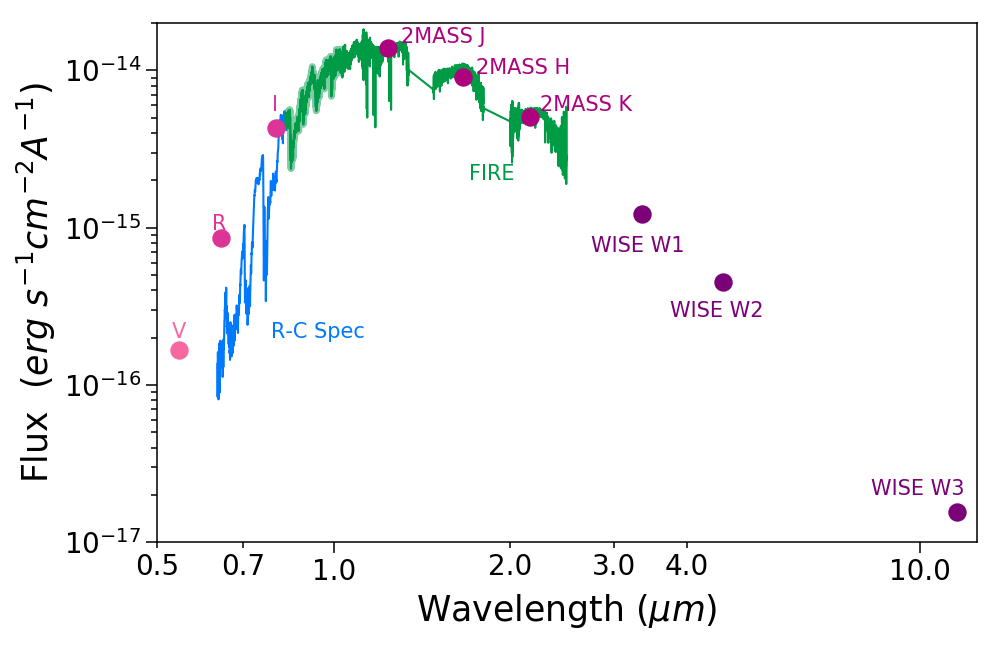 10⁻¹⁴
10⁻¹⁵
10⁻¹⁶
10⁻¹⁷
Flux (erg s⁻¹cm⁻²A⁻¹)
2MASS J
2MASS H
2MASS K
I
FIRE
R
WISE W1
WISE W2
V
R-C Spec
WISE W3
0.5
0.7
1.0
2.0
3.0
4.0
10.0
Wavelength (μm)